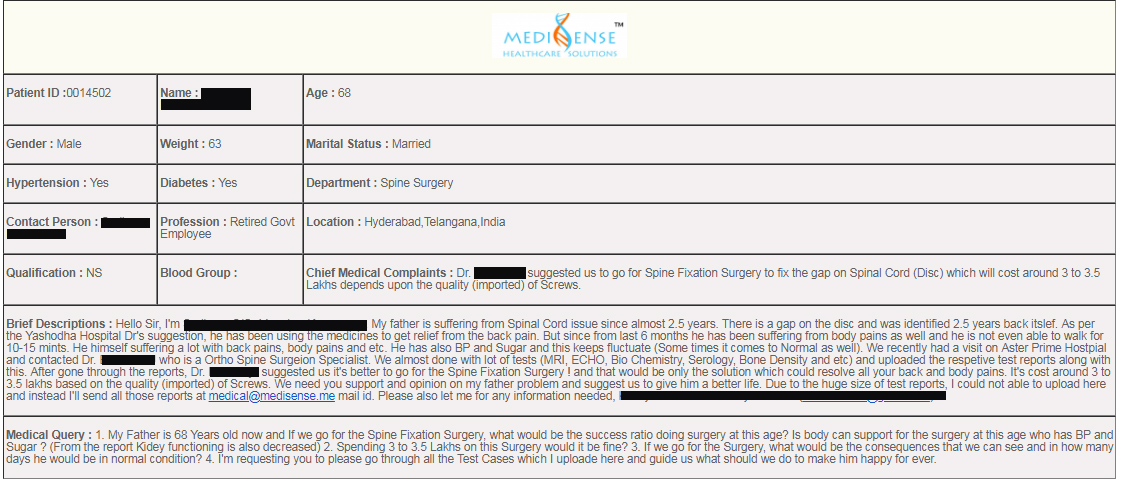 MEDISENSE™
HEALTHCARE SOLUTIONS
Patient ID :0014502
Name :
Age : 68
Gender : Male
Weight : 63
Marital Status : Married
Hypertension : Yes
Diabetes : Yes
Department : Spine Surgery
Contact Person :
Profession : Retired Govt
Employee
Location : Hyderabad,Telangana,India
Qualification : NS
Blood Group :
Chief Medical Complaints : Dr. suggested us to go for Spine Fixation Surgery to fix the gap on Spinal Cord (Disc) which will cost around 3 to 3.5
Lakhs depends upon the quality (imported) of Screws.
Brief Descriptions : Hello Sir, I'm My father is suffering from Spinal Cord issue since almost 2.5 years. There is a gap on the disc and was identified 2.5 years back itslef. As per
the Yashodha Hospital Dr's suggestion, he has been using the medicines to get relief from the back pain. But since from last 6 months he has been suffering from body pains as well and he is not even able to walk for
10-15 mints. He himself suffering a lot with back pains, body pains and etc. He has also BP and Sugar and this keeps fluctuate (Some times it comes to Normal as well). We recently had a visit on Aster Prime Hostpial
and contacted Dr. who is a Ortho Spine Surgeion Specialist. We almost done with lot of tests (MRI, ECHO, Bio Chemistry, Serology, Bone Density and etc) and uploaded the respetive test reports along with
this. After gone through the reports, Dr. suggested us it's better to go for the Spine Fixation Surgery ! and that would be only the solution which could resolve all your back and body pains. It's cost around 3 to
3.5 lakhs based on the quality (imported) of Screws. We need you support and opinion on my father problem and suggest us to give him a better life. Due to the huge size of test reports, I could not able to upload here
and instead I'll send all those reports at medical@medisense.me mail id. Please also let me for any information needed,
Medical Query : 1. My Father is 68 Years old now and If we go for the Spine Fixation Surgery, what would be the success ratio doing surgery at this age? Is body can support for the surgery at this age who has BP and
Sugar ? (From the report Kidey functioning is also decreased) 2. Spending 3 to 3.5 Lakhs on this Surgery would it be fine? 3. If we go for the Surgery, what would be the consequences that we can see and in how many
days he would be in normal condition? 4. I'm requesting you to please go through all the Test Cases which I uploade here and guide us what should we do to make him happy for ever.